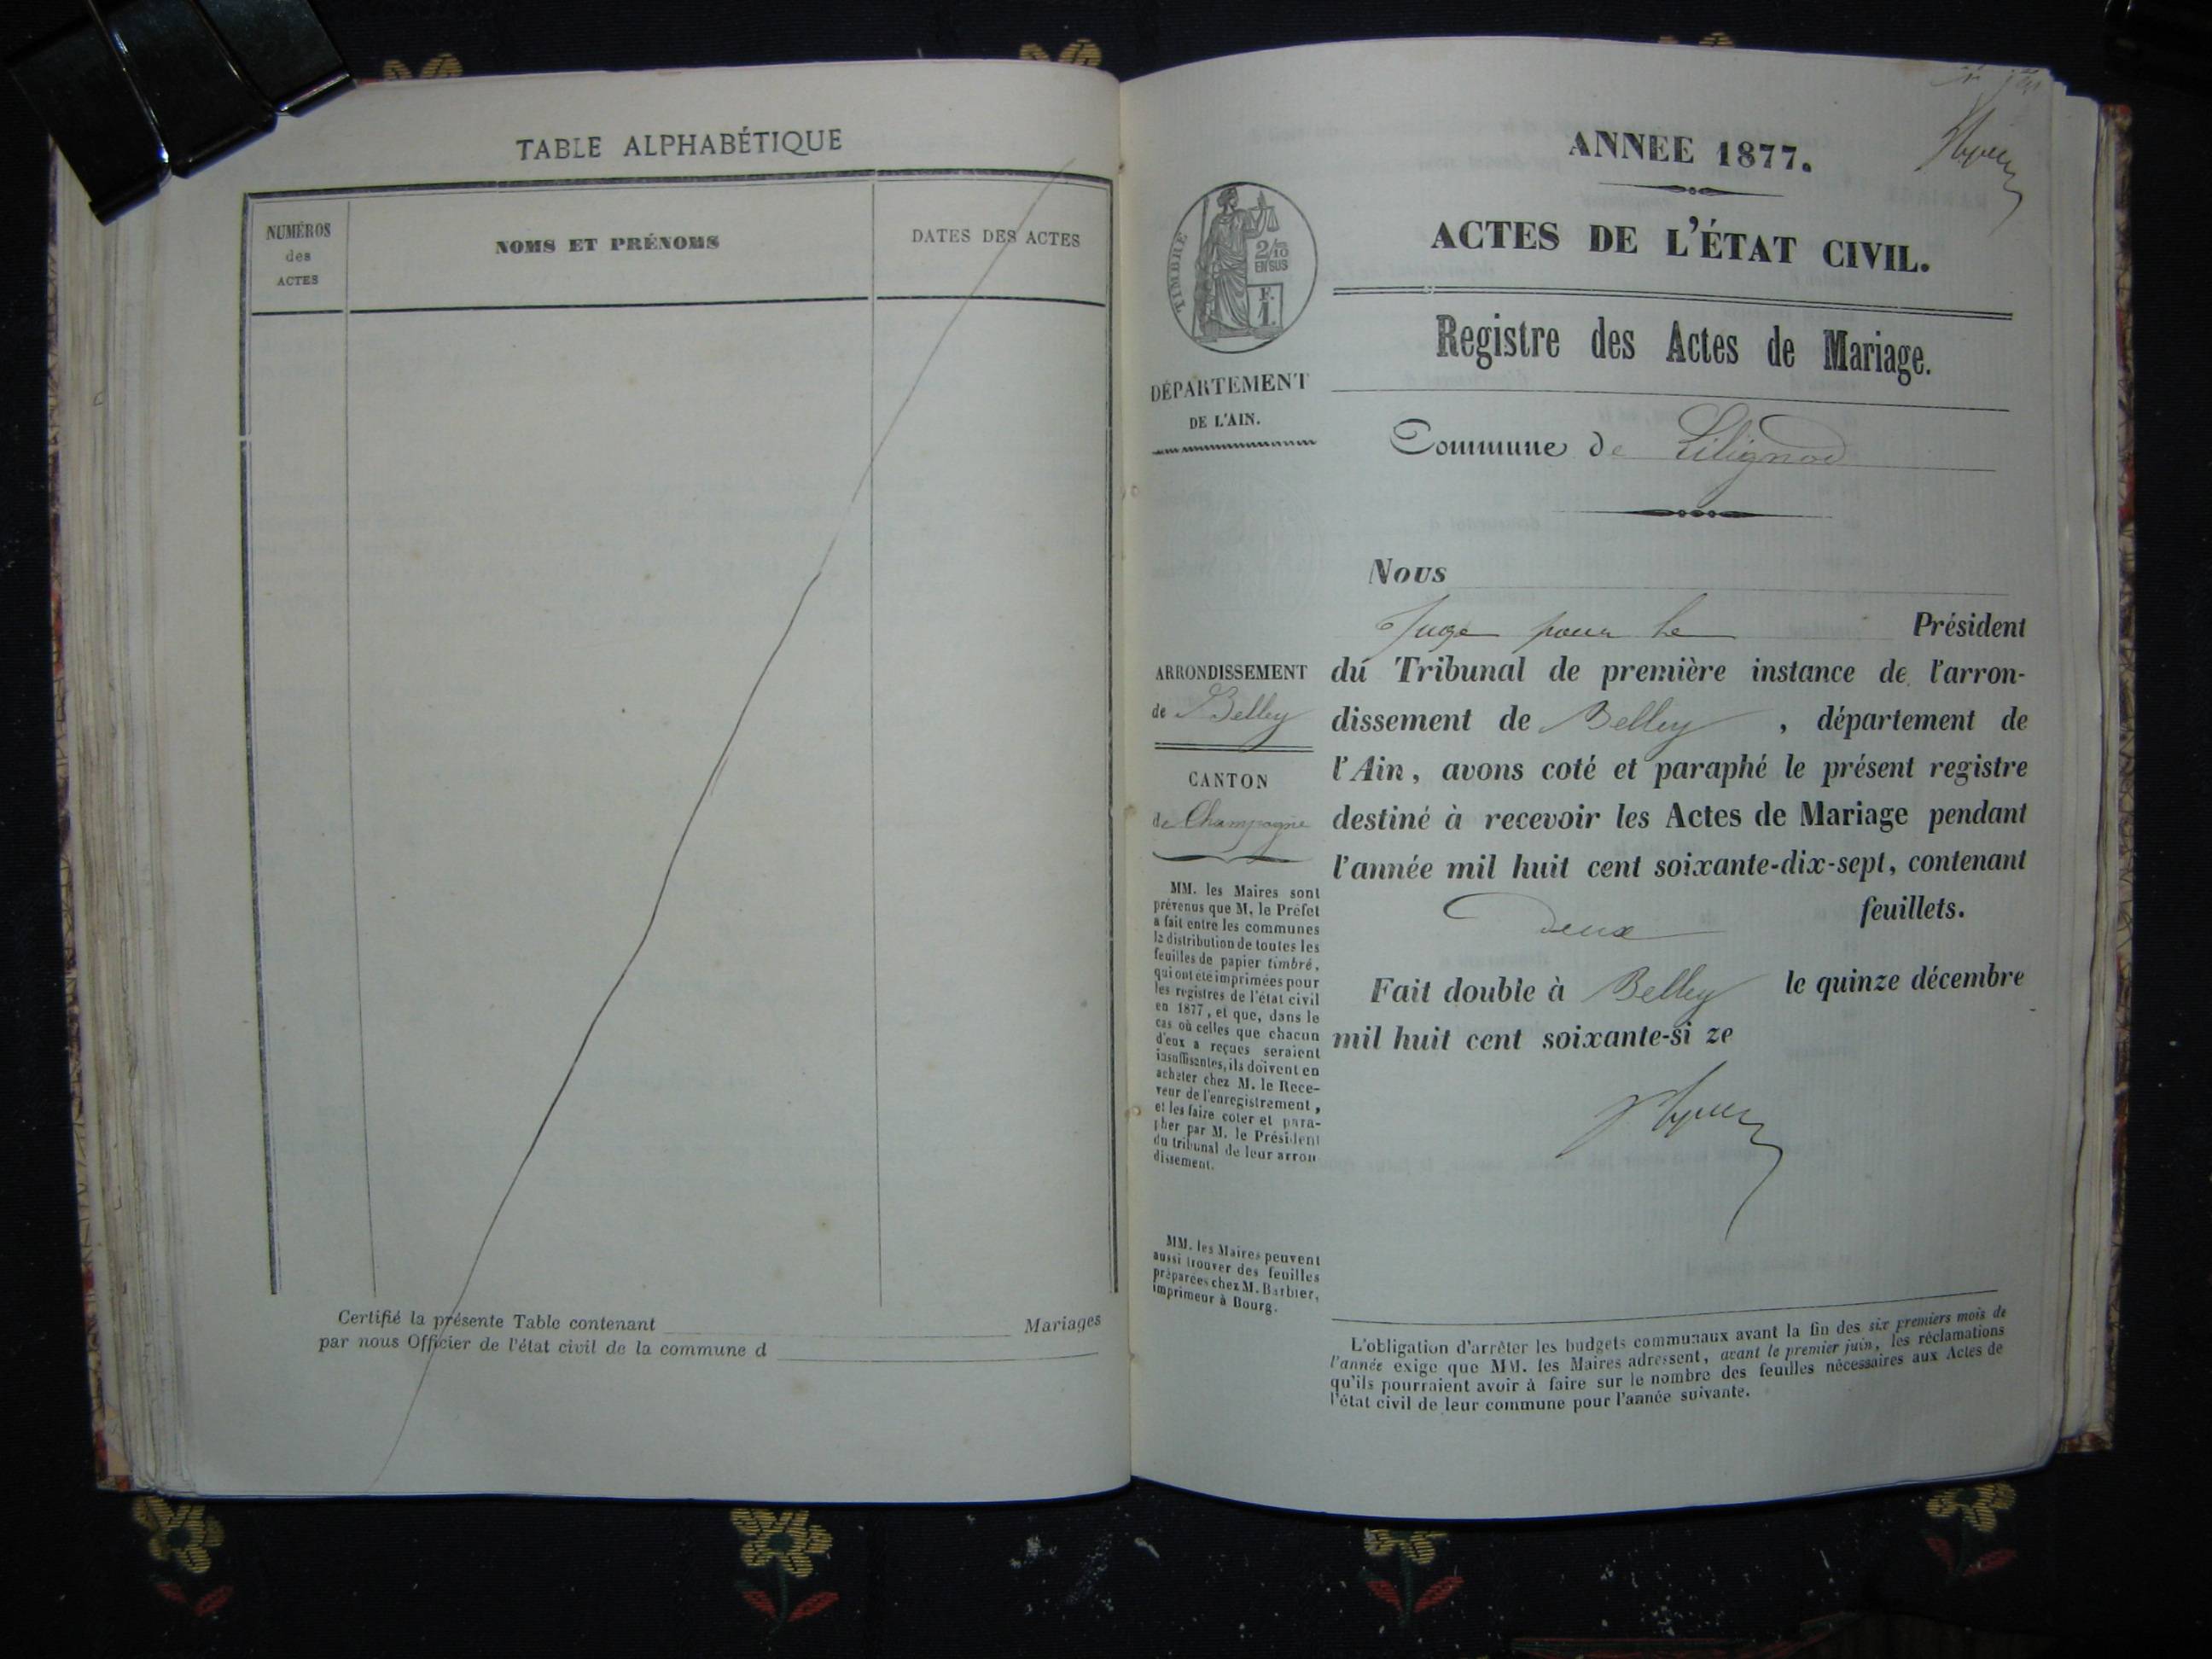 TABLE ALPHABÉTIQUE
NUMÉROS
des
ACTES
NOMS ET PRÉNOMS
DATES DES ACTES
Certifié la présente Table contenant Mariages
par nous Officier de l'état civil de la commune d
ANNEE 1877.
ACTES DE L'ÉTAT CIVIL.
TIMBRE
2/10
EN SUS
F.
1.
Registre des Actes de Mariage.
DÉPARTEMENT
DE L'AIN.
Commune de Lilignod
Nous
Juge pour le Président
du Tribunal de première instance de l'arron-
dissement de Belley, département de
l'Ain, avons coté et paraphé le présent registre
destiné à recevoir les Actes de Mariage pendant
l'année mil huit cent soixante-dix-sept, contenant
Deux feuillets.
Fait double à Belley le quinze décembre
mil huit cent soixante-si ze
ARRONDISSEMENT
de Belley
CANTON
de Champagne
MM. les Maires sont
prévenus que M. le Préfet
a fait entre les communes
la distribution de toutes les
feuilles de papier timbré,
qui ont été imprimées pour
les registres de l'état civil
en 1877, et que, dans le
cas où celles que chacun
d'eux a reçues seraient
insuffisantes, ils doivent en
acheter chez M. le Rece-
veur de l'enregistrement,
et les faire coter et para-
pher par M. le Président
du tribunal de leur arron
dissement.
MM. les Maires peuvent
aussi trouver des feuilles
préparées chez M. Barbier,
imprimeur à Bourg.
L'obligation d'arrêter les budgets communaux avant la fin des six premiers mois de
l'année exige que MM. les Maires adressent, avant le premier juin, les réclamations
qu'ils pourraient avoir à faire sur le nombre des feuilles nécessaires aux Actes de
l'état civil de leur commune pour l'année suivante.